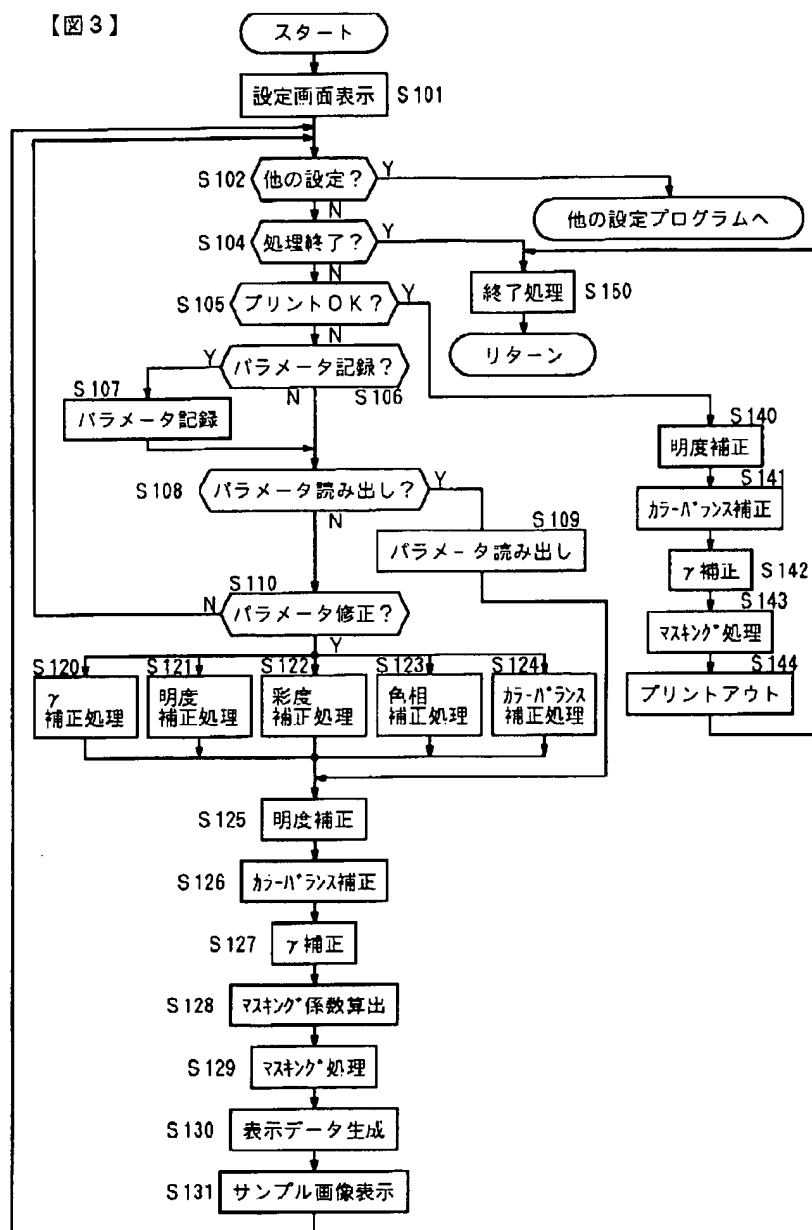 【図3】
スタート
設定画面表示 S101
S102 他の設定? Y
N
他の設定プログラムへ
S104 処理終了? Y
N
終了処理 S150
リターン
S105 プリントOK? Y
N
Y パラメータ記録?
N S106
S107
パラメータ記録
S108 パラメータ読み出し? Y
N
S109
パラメータ読み出し
S110
N パラメータ修正?
Y
S140
明度補正
S141
カラーバランス補正
γ補正 S142
S143
マスキング処理
S144
プリントアウト
S120
γ
補正処理
S121
明度
補正処理
S122
彩度
補正処理
S123
色相
補正処理
S124
カラーバランス
補正処理
S125 明度補正
S126 カラーバランス補正
S127 γ補正
S128 マスキング係数算出
S129 マスキング処理
S130 表示データ生成
S131 サンプル画像表示